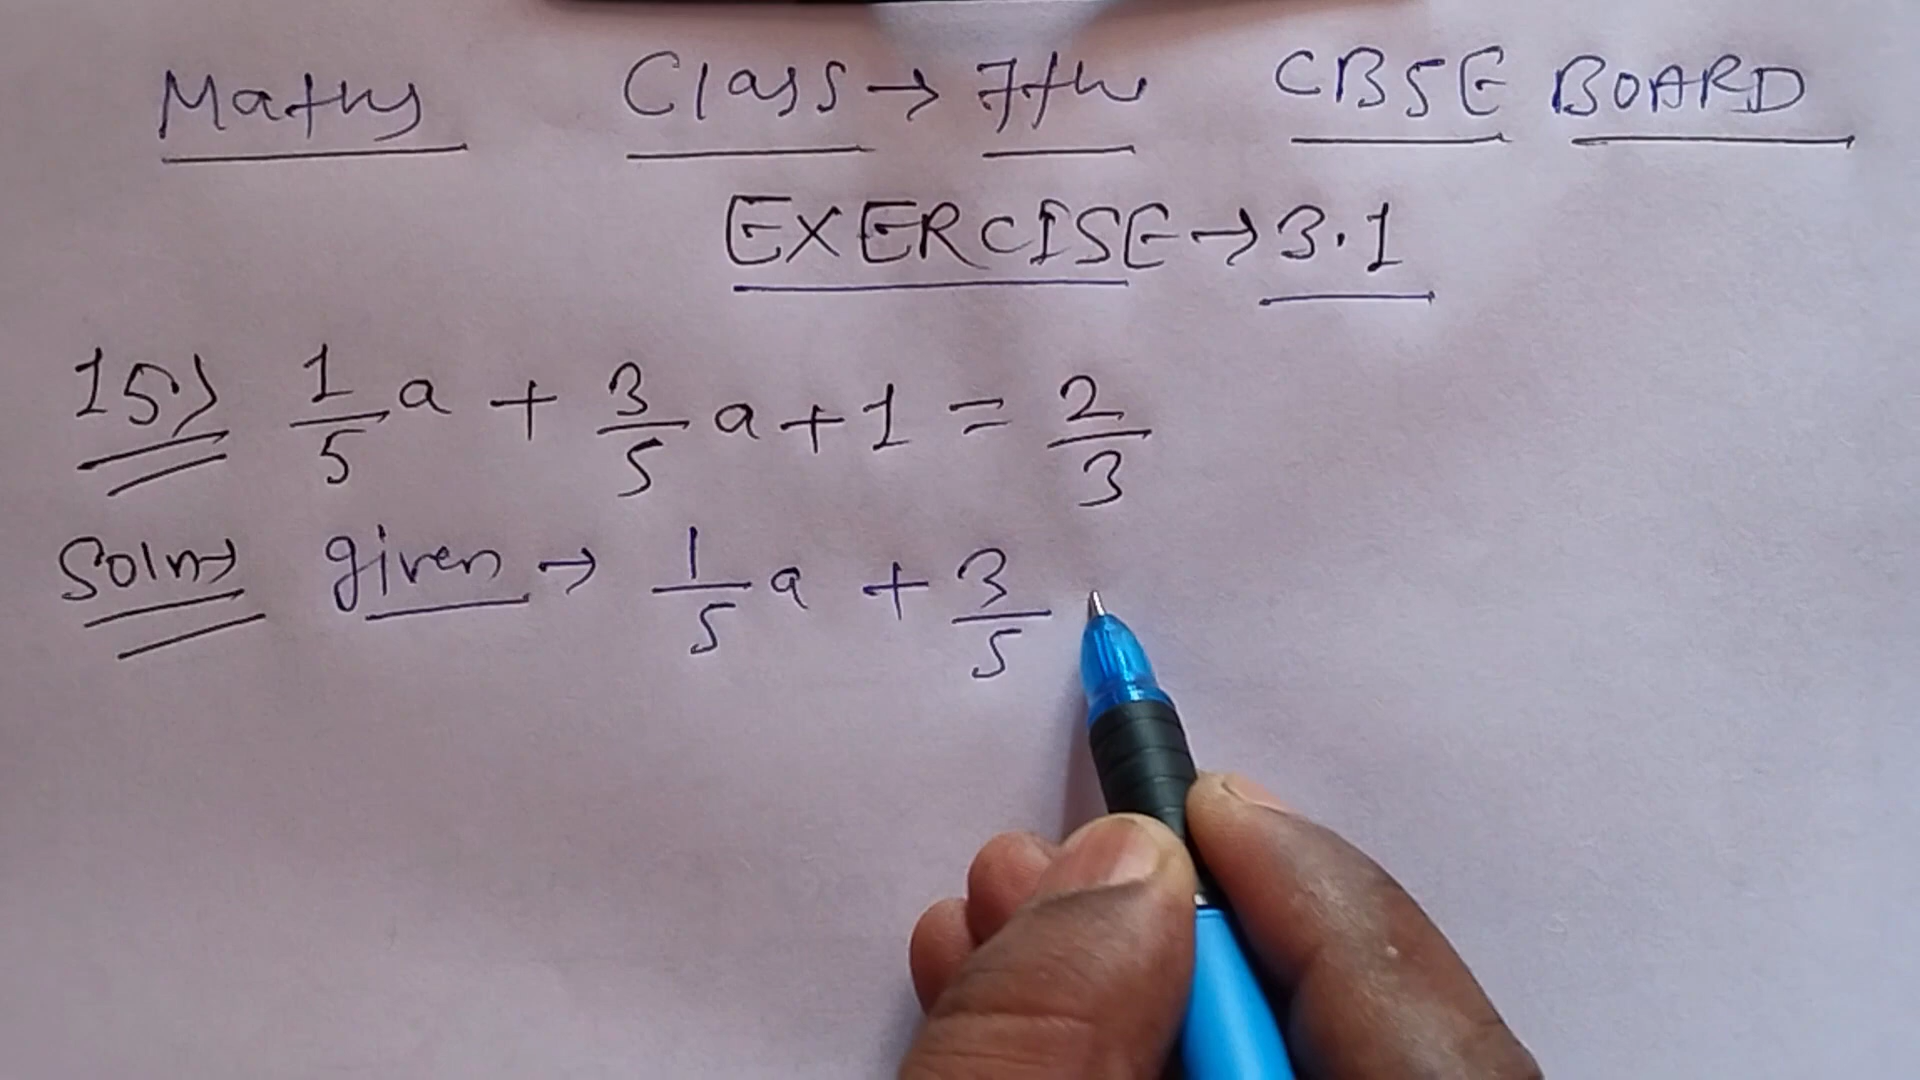 Maths Class → 7th CBSE BOARD
EXERCISE → 3.1
15.) 1/5 a + 3/5 a + 1 = 2/3
Soln → given → 1/5 a + 3/5